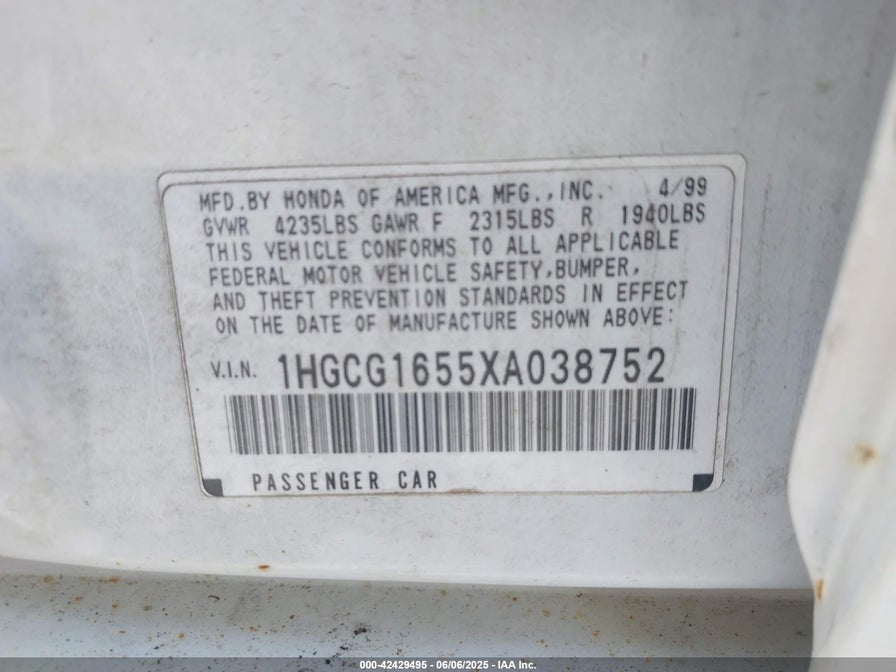 MFD.BY HONDA OF AMERICA MFG.,INC. 4/99
GVWR 4235LBS GAWR F 2315LBS R 1940LBS
THIS VEHICLE CONFORMS TO ALL APPLICABLE
FEDERAL MOTOR VEHICLE SAFETY,BUMPER,
AND THEFT PREVENTION STANDARDS IN EFFECT
ON THE DATE OF MANUFACTURE SHOWN ABOVE:
V.I.N. 1HGCG1655XA038752
PASSENGER CAR
000-42429495 - 06/06/2025 - IAA Inc.